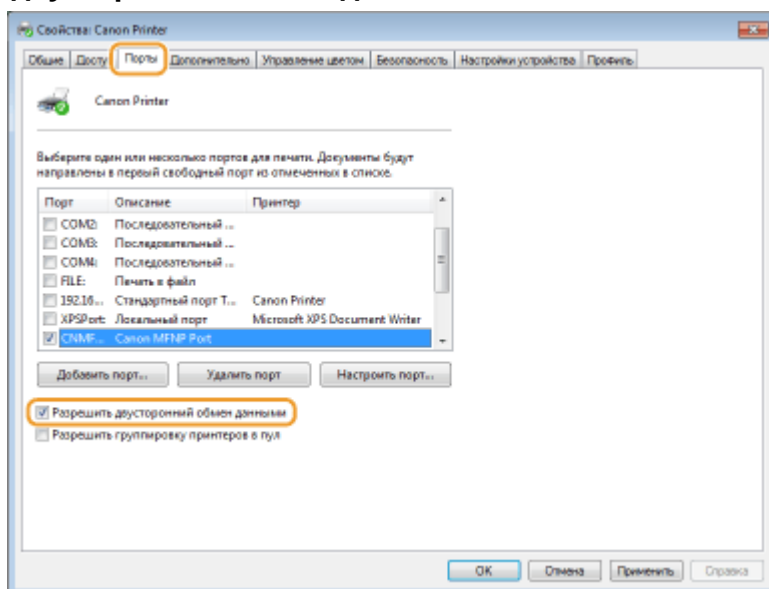 Свойства: Canon Printer
Общие Досту Порты Дополнительно Управление цветом Безопасность Настройки устройства Профиль
Canon Printer
Выберите один или несколько портов для печати. Документы будут
направлены в первый свободный порт из отмеченных в списке.
Порт Описание Принтер
COM2: Последовательный ...
COM3: Последовательный ...
COM4: Последовательный ...
FILE: Печать в файл
192.16... Стандартный порт T... Canon Printer
XPSPort: Локальный порт Microsoft XPS Document Writer
CNMF... Canon MFNP Port
Добавить порт... Удалить порт Настроить порт...
Разрешить двусторонний обмен данными
Разрешить группировку принтеров в пул
OK Отмена Применить Справка